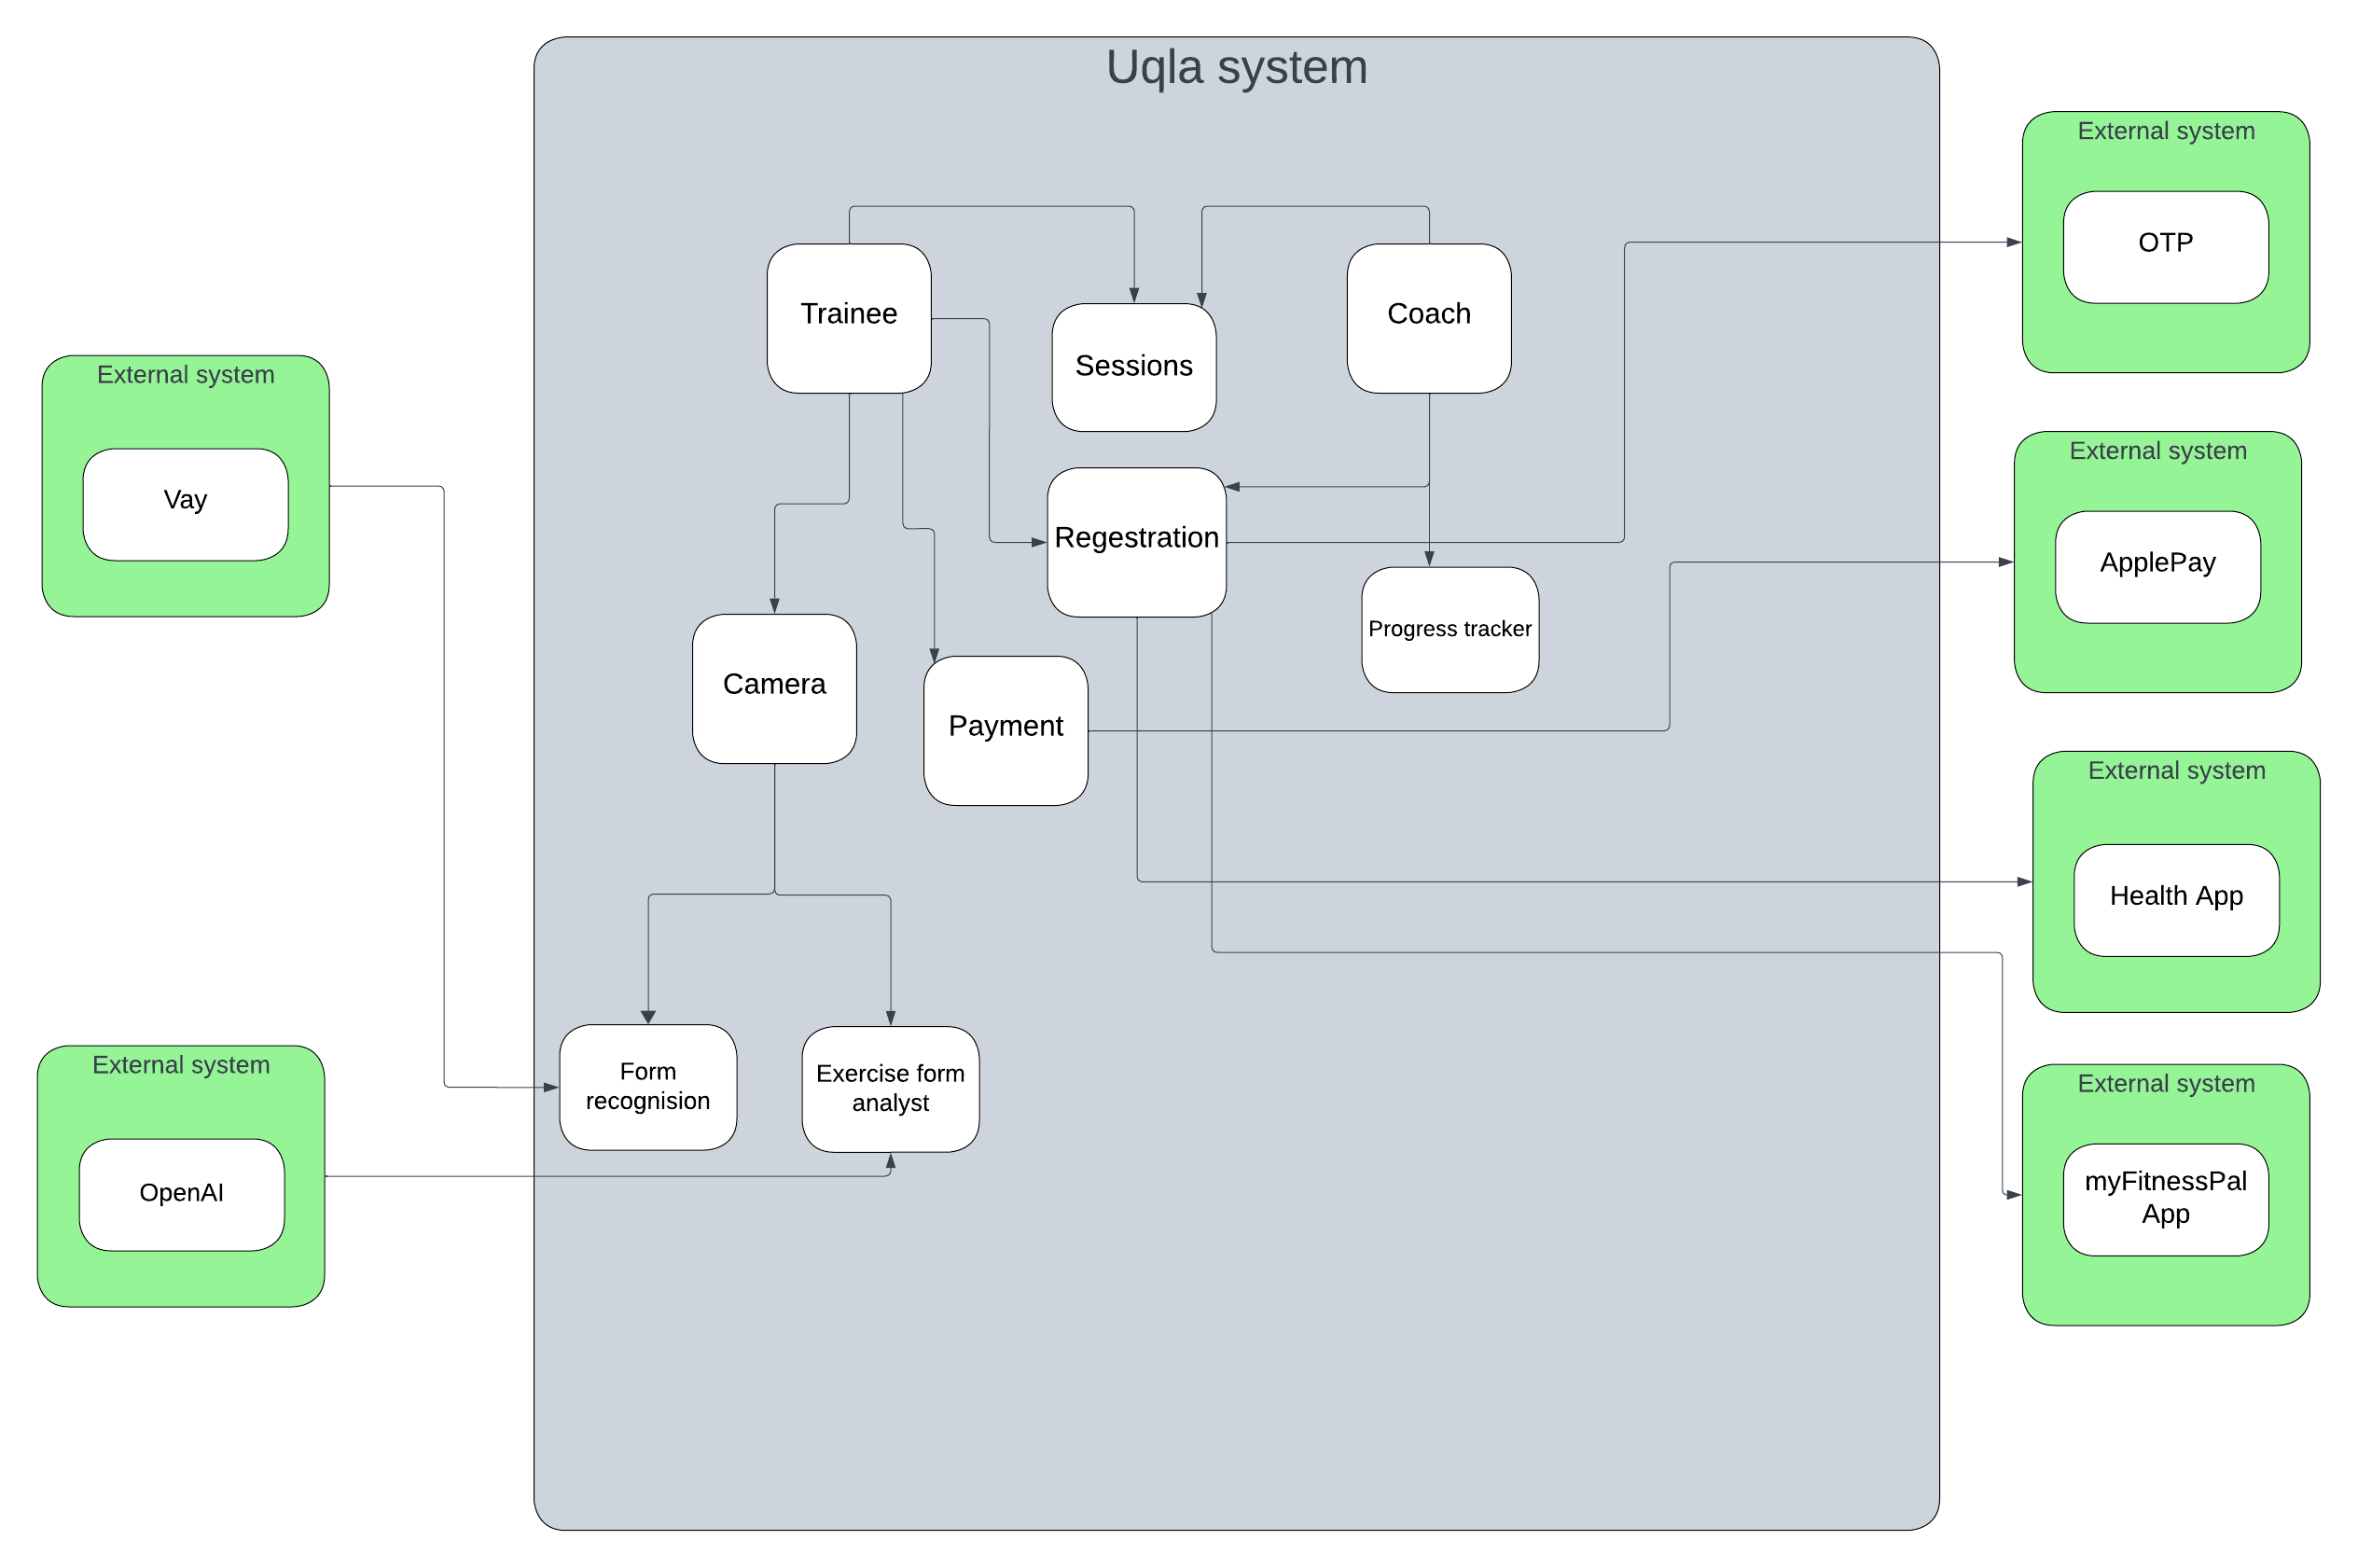 Uqla system
External system
OTP
Trainee
Coach
Sessions
External system
Vay
External system
ApplePay
Regestration
Progress tracker
Camera
Payment
External system
Health App
Form
recognision
Exercise form
analyst
External system
OpenAI
External system
myFitnessPal
App